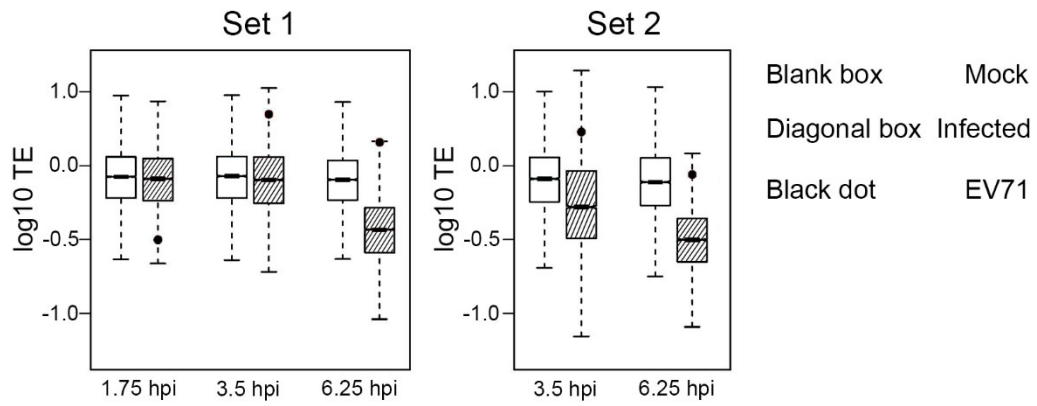 Set 1
Set 2
log10 TE
1.0
0.0
-0.5
-1.0
1.75 hpi
3.5 hpi
6.25 hpi
log10 TE
1.0
0.0
-0.5
-1.0
3.5 hpi
6.25 hpi
Blank box Mock
Diagonal box Infected
Black dot EV71